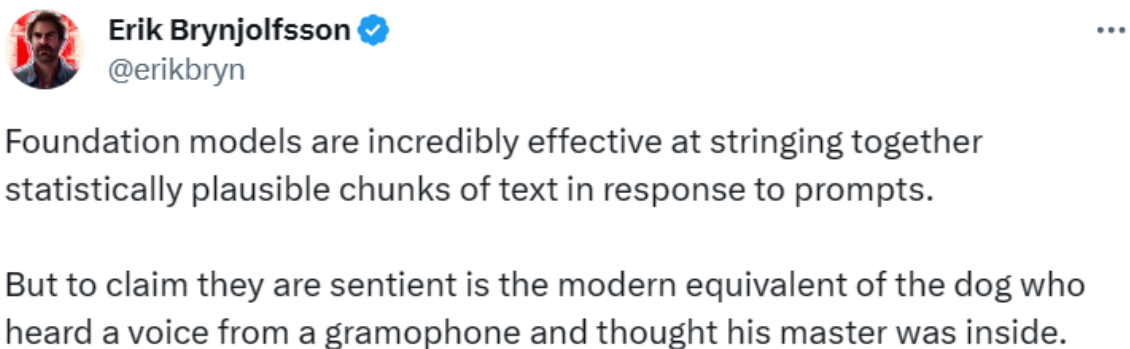 Erik Brynjolfsson
@erikbryn
Foundation models are incredibly effective at stringing together
statistically plausible chunks of text in response to prompts.
But to claim they are sentient is the modern equivalent of the dog who
heard a voice from a gramophone and thought his master was inside.